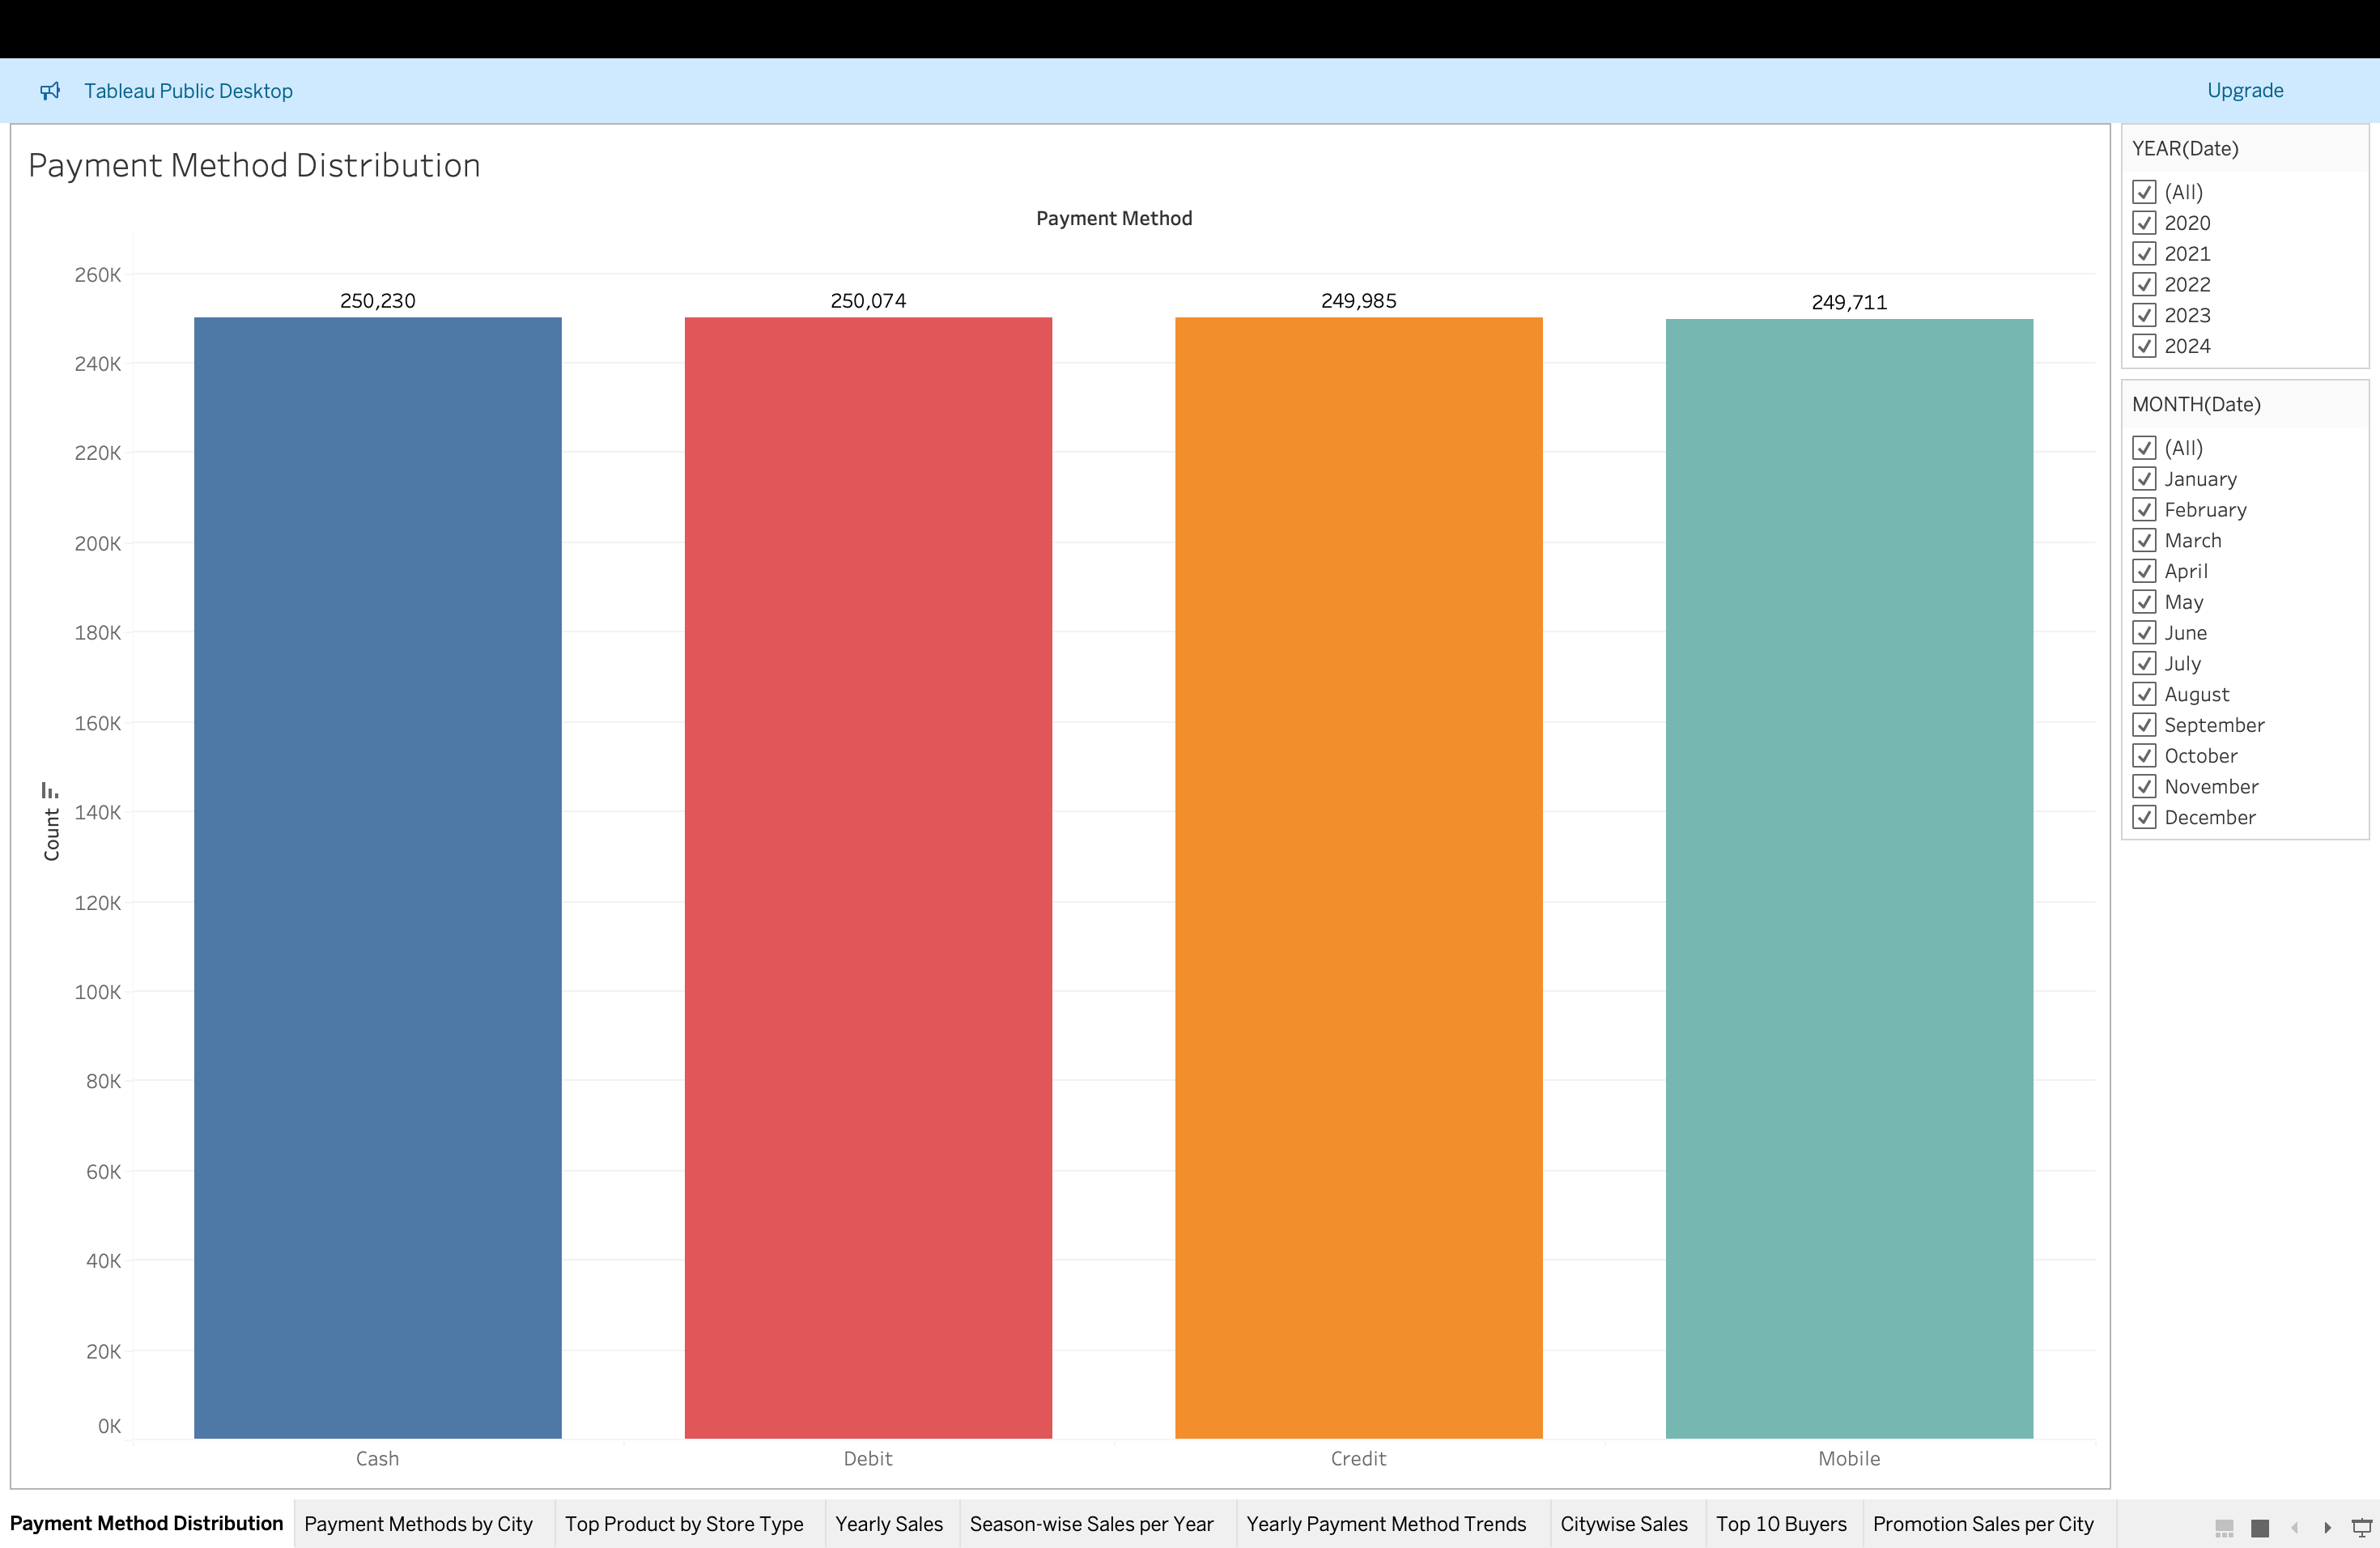 Tableau Public Desktop
Upgrade
Payment Method Distribution
Payment Method
260K
240K
220K
200K
180K
160K
140K
120K
100K
80K
60K
40K
20K
0K
Count
250,230
250,074
249,985
249,711
Cash
Debit
Credit
Mobile
YEAR(Date)
(All)
2020
2021
2022
2023
2024
MONTH(Date)
(All)
January
February
March
April
May
June
July
August
September
October
November
December
Payment Method Distribution
Payment Methods by City
Top Product by Store Type
Yearly Sales
Season-wise Sales per Year
Yearly Payment Method Trends
Citywise Sales
Top 10 Buyers
Promotion Sales per City